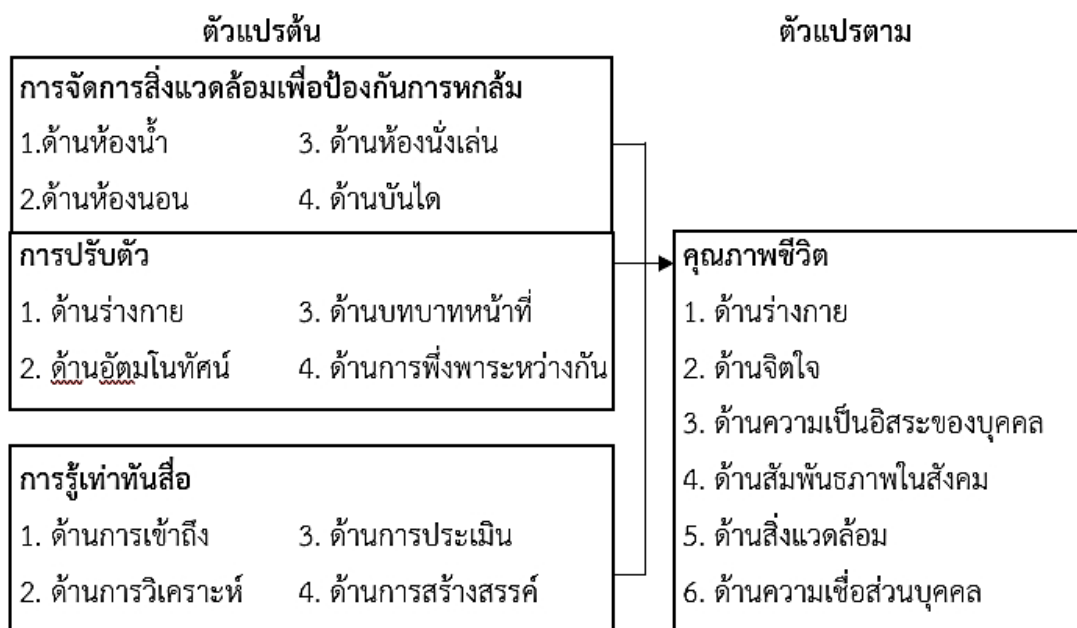 ตัวแปรต้น
ตัวแปรตาม
การจัดการสิ่งแวดล้อมเพื่อป้องกันการหกล้ม
1.ด้านห้องน้ำ 3. ด้านห้องนั่งเล่น
2.ด้านห้องนอน 4. ด้านบันได
การปรับตัว
1. ด้านร่างกาย 3. ด้านบทบาทหน้าที่
2. ด้านอัตมโนทัศน์ 4. ด้านการพึ่งพาระหว่างกัน
การรู้เท่าทันสื่อ
1. ด้านการเข้าถึง 3. ด้านการประเมิน
2. ด้านการวิเคราะห์ 4. ด้านการสร้างสรรค์
คุณภาพชีวิต
1. ด้านร่างกาย
2. ด้านจิตใจ
3. ด้านความเป็นอิสระของบุคคล
4. ด้านสัมพันธภาพในสังคม
5. ด้านสิ่งแวดล้อม
6. ด้านความเชื่อส่วนบุคคล